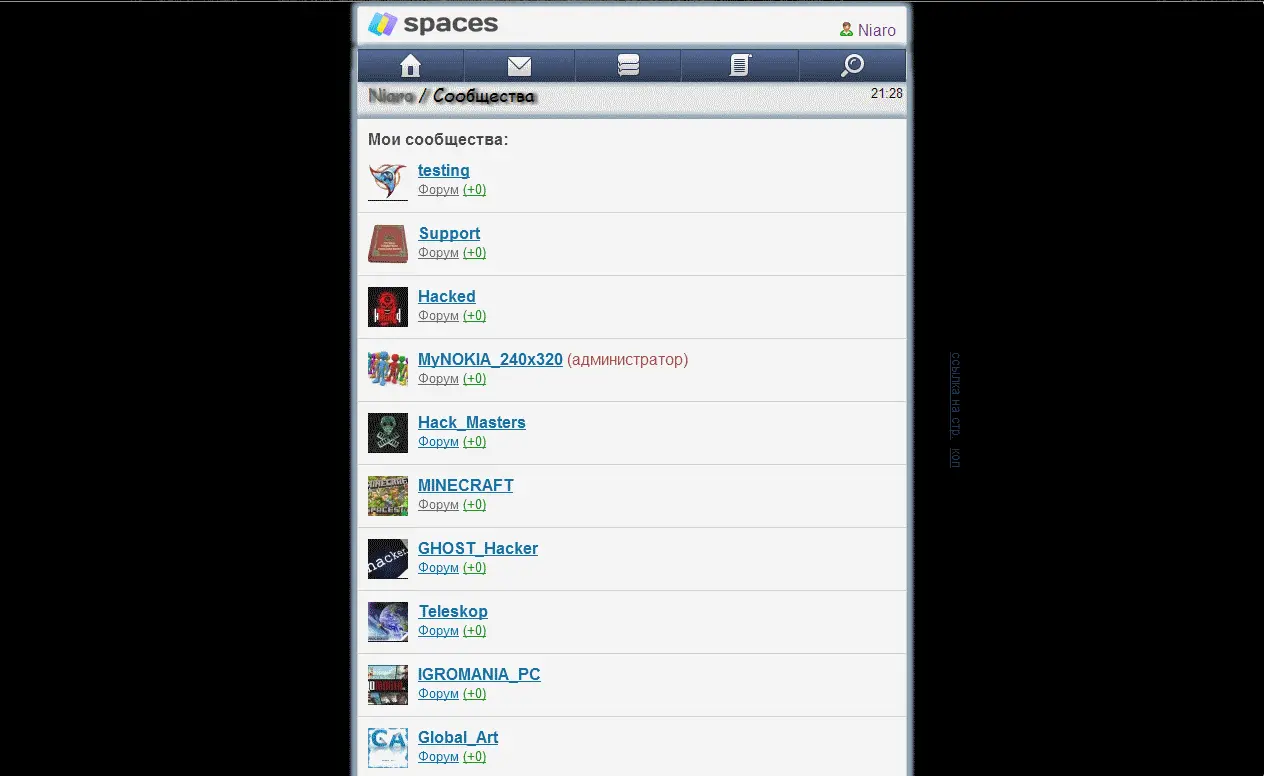 spaces
Niaro
Niaro / Сообщества
21:28
Мои сообщества:
testing
Форум (+0)
Support
Форум (+0)
Hacked
Форум (+0)
MyNOKIA_240x320 (администратор)
Форум (+0)
Hack_Masters
Форум (+0)
MINECRAFT
Форум (+0)
GHOST_Hacker
Форум (+0)
hacker
Teleskop
Форум (+0)
IGROMANIA_PC
Форум (+0)
Global_Art
Форум (+0)
GA
ссылка на стр. коп